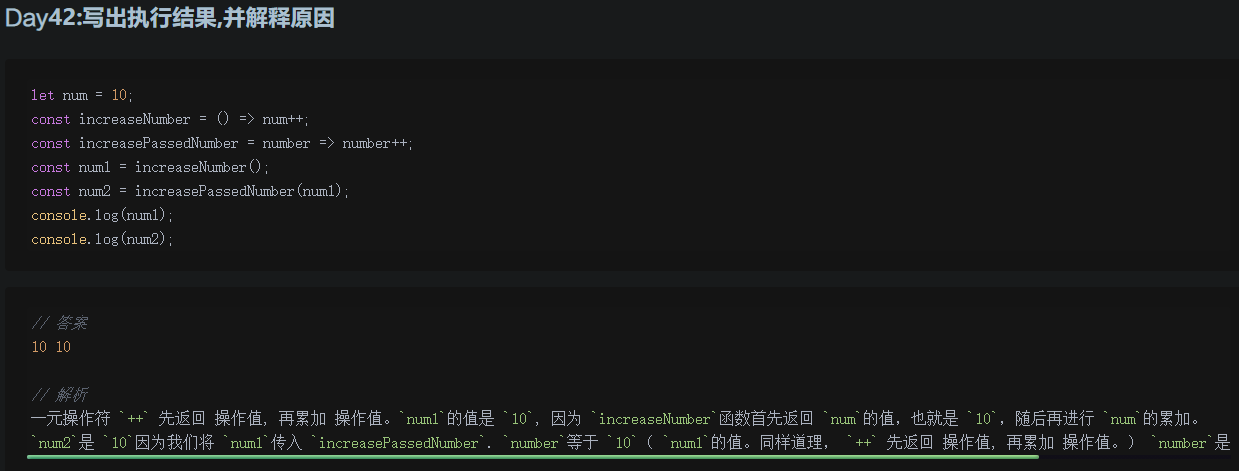 Day42:写出执行结果,并解释原因
let num = 10;
const increaseNumber = () => num++;
const increasePassedNumber = number => number++;
const num1 = increaseNumber();
const num2 = increasePassedNumber(num1);
console.log(num1);
console.log(num2);
// 答案
10 10
// 解析
一元操作符 `++` 先返回 操作值, 再累加 操作值。`num1`的值是 `10`, 因为 `increaseNumber`函数首先返回 `num`的值，也就是 `10`，随后再进行 `num`的累加。
`num2`是 `10`因为我们将 `num1`传入 `increasePassedNumber`. `number`等于 `10`（ `num1`的值。同样道理， `++` 先返回 操作值, 再累加 操作值。） `number`是